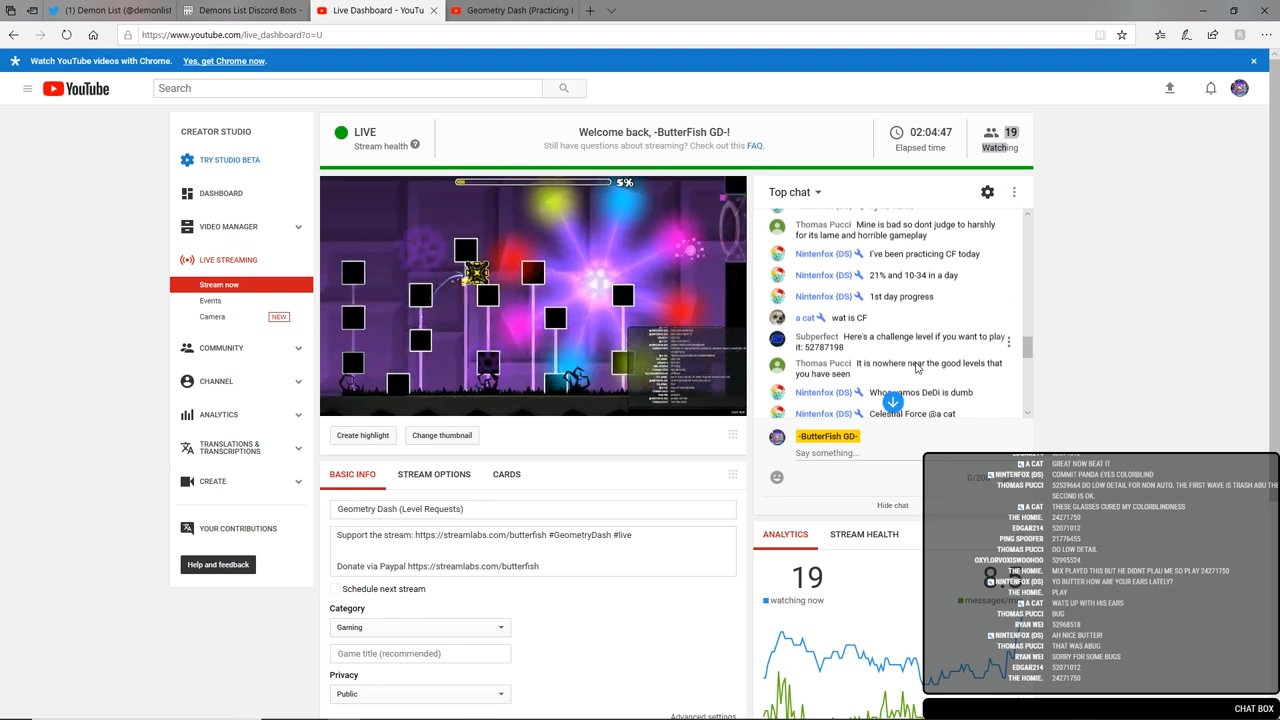 (1) Demon List (@demonlis
Demons List Discord Bots -
Live Dashboard - YouTu
Geometry Dash (Practicing I
https://www.youtube.com/live_dashboard?o=U
Watch YouTube videos with Chrome. Yes, get Chrome now.
YouTube
Search
CREATOR STUDIO
TRY STUDIO BETA
DASHBOARD
VIDEO MANAGER
LIVE STREAMING
Stream now
Events
Camera NEW
COMMUNITY
CHANNEL
ANALYTICS
TRANSLATIONS &
TRANSCRIPTIONS
CREATE
YOUR CONTRIBUTIONS
Help and feedback
LIVE
Stream health
Welcome back, -ButterFish GD-!
Still have questions about streaming? Check out this FAQ.
02:04:47
Elapsed time
19
Watching
5%
Create highlight
Change thumbnail
BASIC INFO
STREAM OPTIONS
CARDS
Geometry Dash (Level Requests)
Support the stream: https://streamlabs.com/butterfish #GeometryDash #live
Donate via Paypal https://streamlabs.com/butterfish
Schedule next stream
Category
Gaming
Game title (recommended)
Privacy
Public
Advanced settings
Top chat
Thomas Pucci Mine is bad so dont judge to harshly
for its lame and horrible gameplay
Nintenfox {DS} I've been practicing CF today
Nintenfox {DS} 21% and 10-34 in a day
Nintenfox {DS} 1st day progress
a cat wat is CF
Subperfect Here's a challenge level if you want to play
it: 52787198
Thomas Pucci It is nowhere near the good levels that
you have seen
Nintenfox {DS} DeDi is dumb
Nintenfox {DS} Celestial Force @a cat
-ButterFish GD-
Say something...
0/200
Hide chat
ANALYTICS
STREAM HEALTH
19
watching now
8.
messages/m
EDGAR214 52071012
A CAT GREAT NOW BEAT IT
NINTENFOX {DS} COMMIT PANDA EYES COLORBLIND
THOMAS PUCCI 52539664 DO LOW DETAIL FOR NON AUTO. THE FIRST WAVE IS TRASH ABU THE
SECOND IS OK.
A CAT THESE GLASSES CURED MY COLORBLINDNESS
THE HOMIE. 24271750
EDGAR214 52071012
PING SPOOFER 21776455
THOMAS PUCCI DO LOW DETAIL
OXYLORVOXISWOOHOO 52995524
THE HOMIE. MIX PLAYED THIS BUT HE DIDNT PLAU ME SO PLAY 24271750
NINTENFOX {DS} YO BUTTER HOW ARE YOUR EARS LATELY?
THE HOMIE. PLAY
A CAT WATS UP WITH HIS EARS
THOMAS PUCCI BUG
RYAN WEI 52968518
NINTENFOX {DS} AH NICE BUTTER!
THOMAS PUCCI THAT WAS ABUG
RYAN WEI SORRY FOR SOME BUGS
EDGAR214 52071012
THE HOMIE. 24271750
CHAT BOX